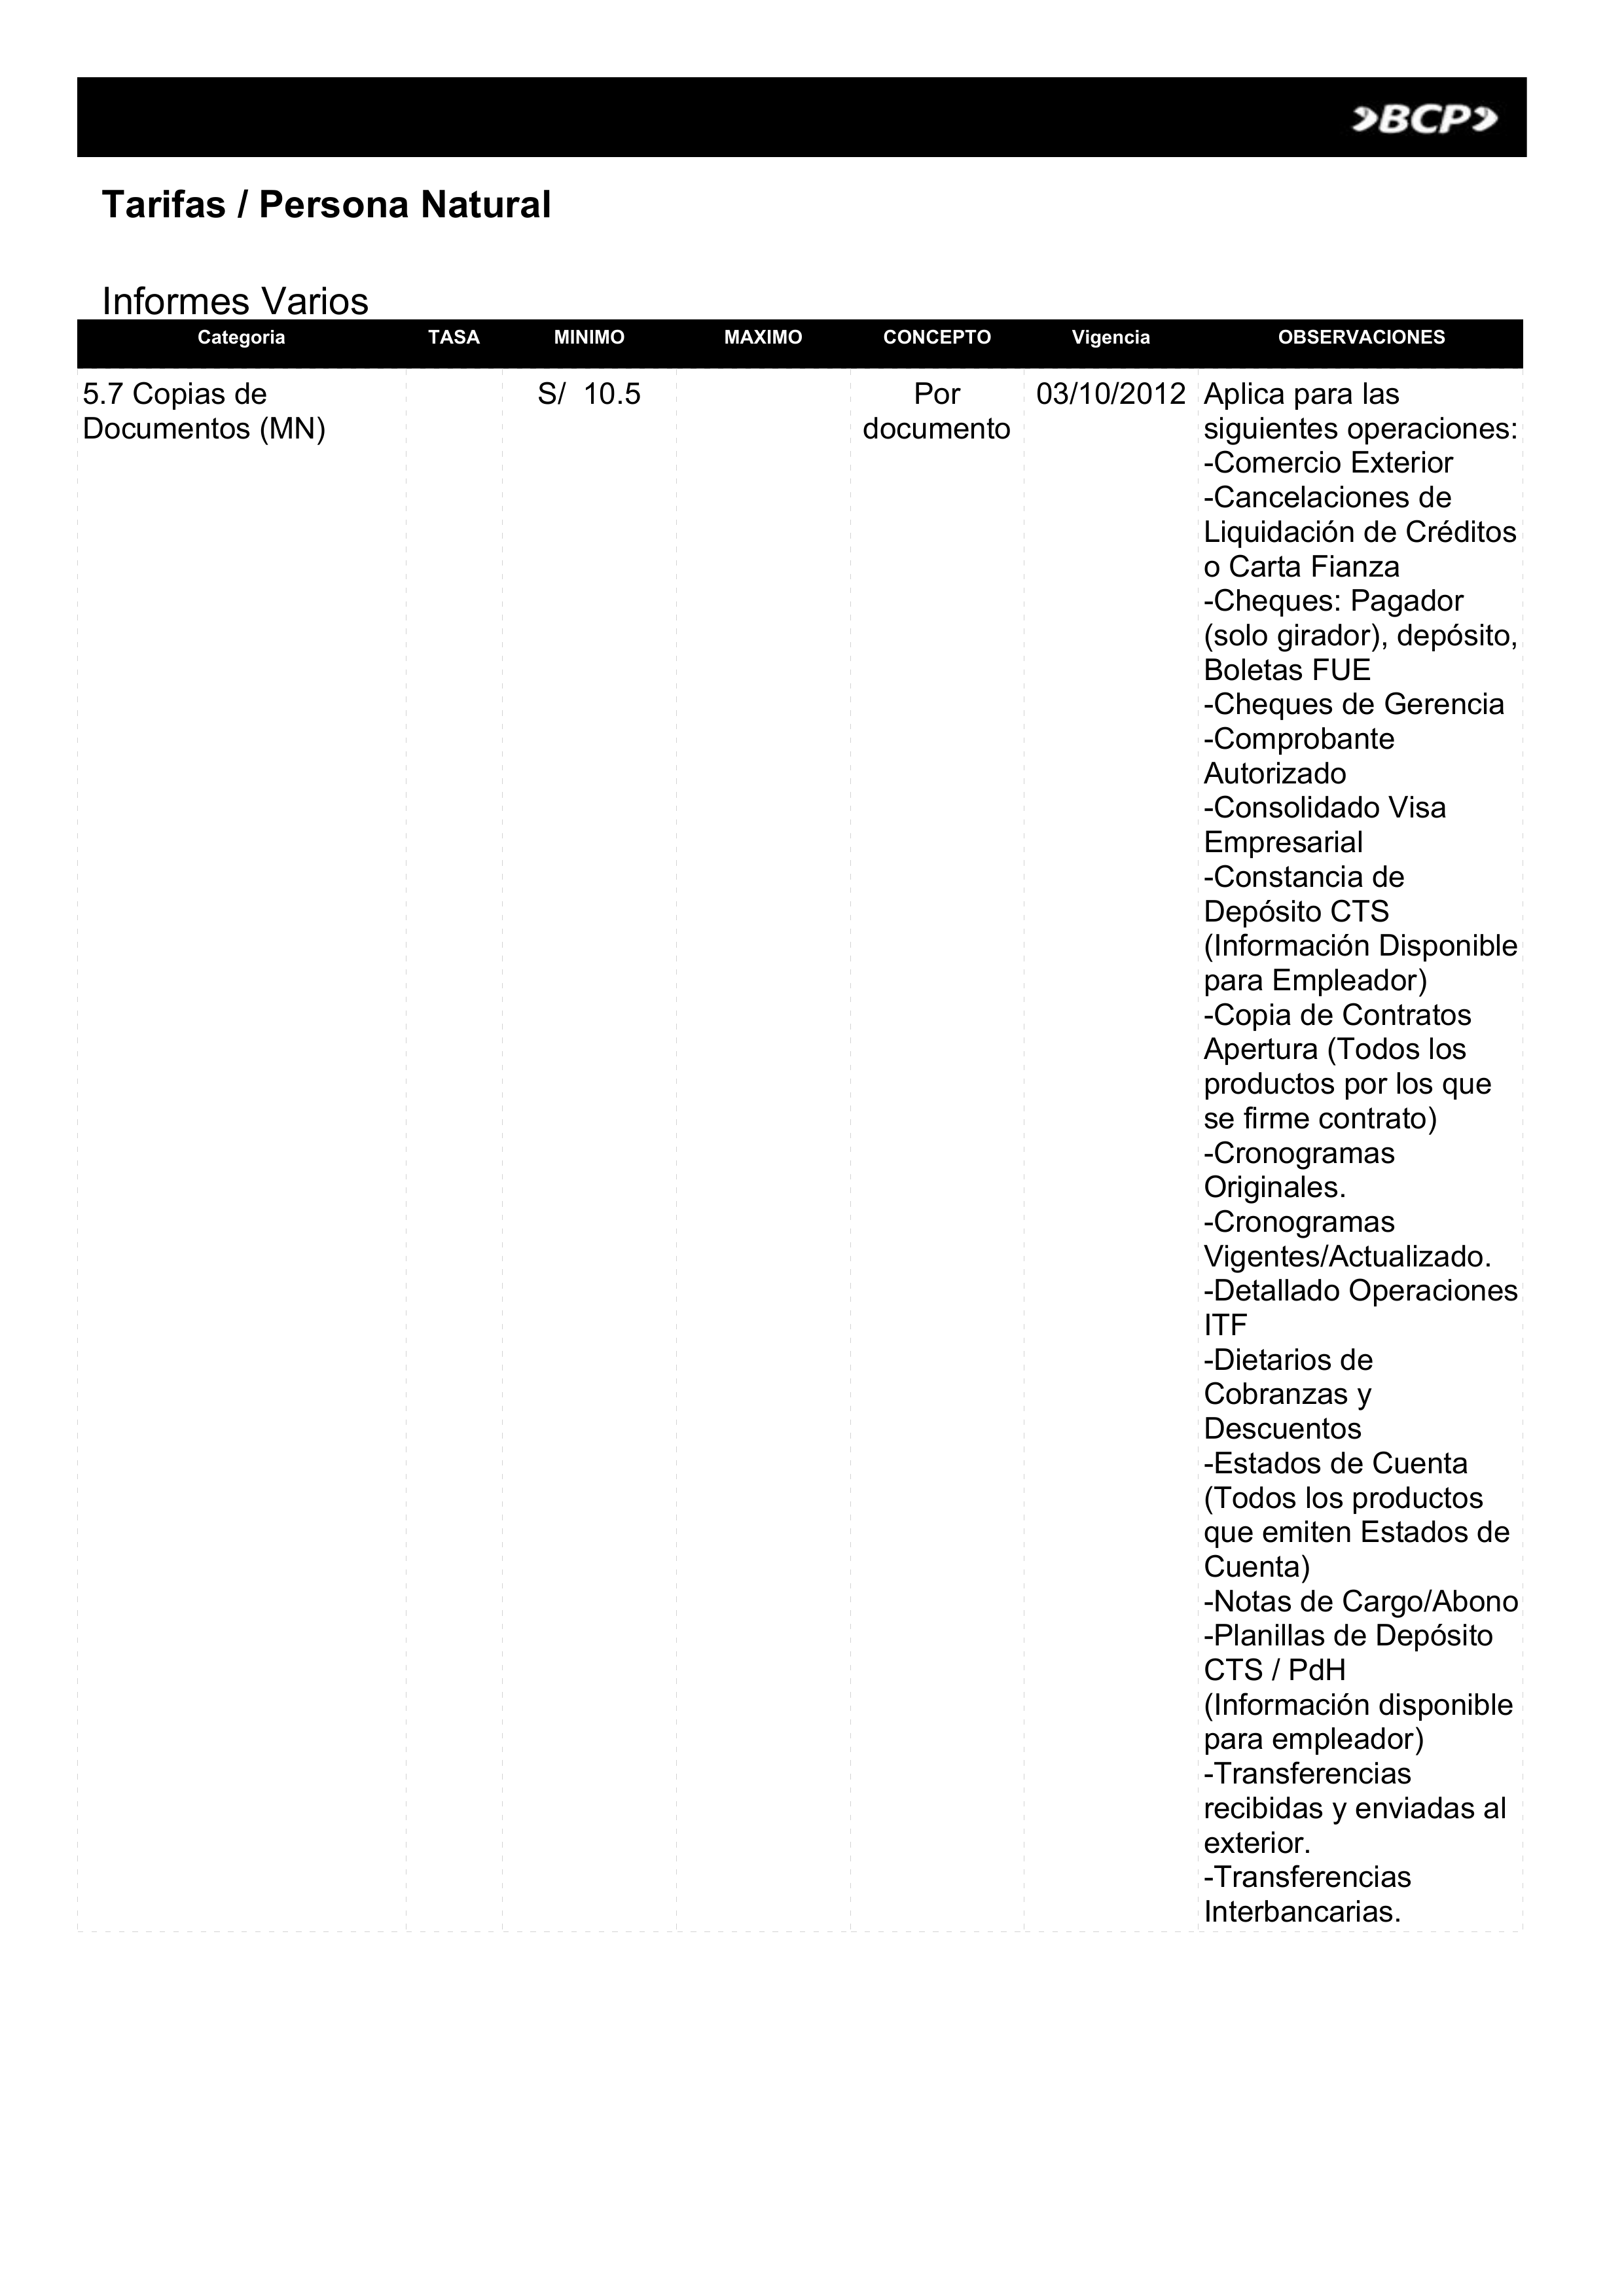 BCP
Tarifas / Persona Natural
Informes Varios
Categoria TASA MINIMO MAXIMO CONCEPTO Vigencia OBSERVACIONES
5.7 Copias de
Documentos (MN)
S/ 10.5
Por
documento
03/10/2012
Aplica para las
siguientes operaciones:
-Comercio Exterior
-Cancelaciones de
Liquidación de Créditos
o Carta Fianza
-Cheques: Pagador
(solo girador), depósito,
Boletas FUE
-Cheques de Gerencia
-Comprobante
Autorizado
-Consolidado Visa
Empresarial
-Constancia de
Depósito CTS
(Información Disponible
para Empleador)
-Copia de Contratos
Apertura (Todos los
productos por los que
se firme contrato)
-Cronogramas
Originales.
-Cronogramas
Vigentes/Actualizado.
-Detallado Operaciones
ITF
-Dietarios de
Cobranzas y
Descuentos
-Estados de Cuenta
(Todos los productos
que emiten Estados de
Cuenta)
-Notas de Cargo/Abono
-Planillas de Depósito
CTS / PdH
(Información disponible
para empleador)
-Transferencias
recibidas y enviadas al
exterior.
-Transferencias
Interbancarias.